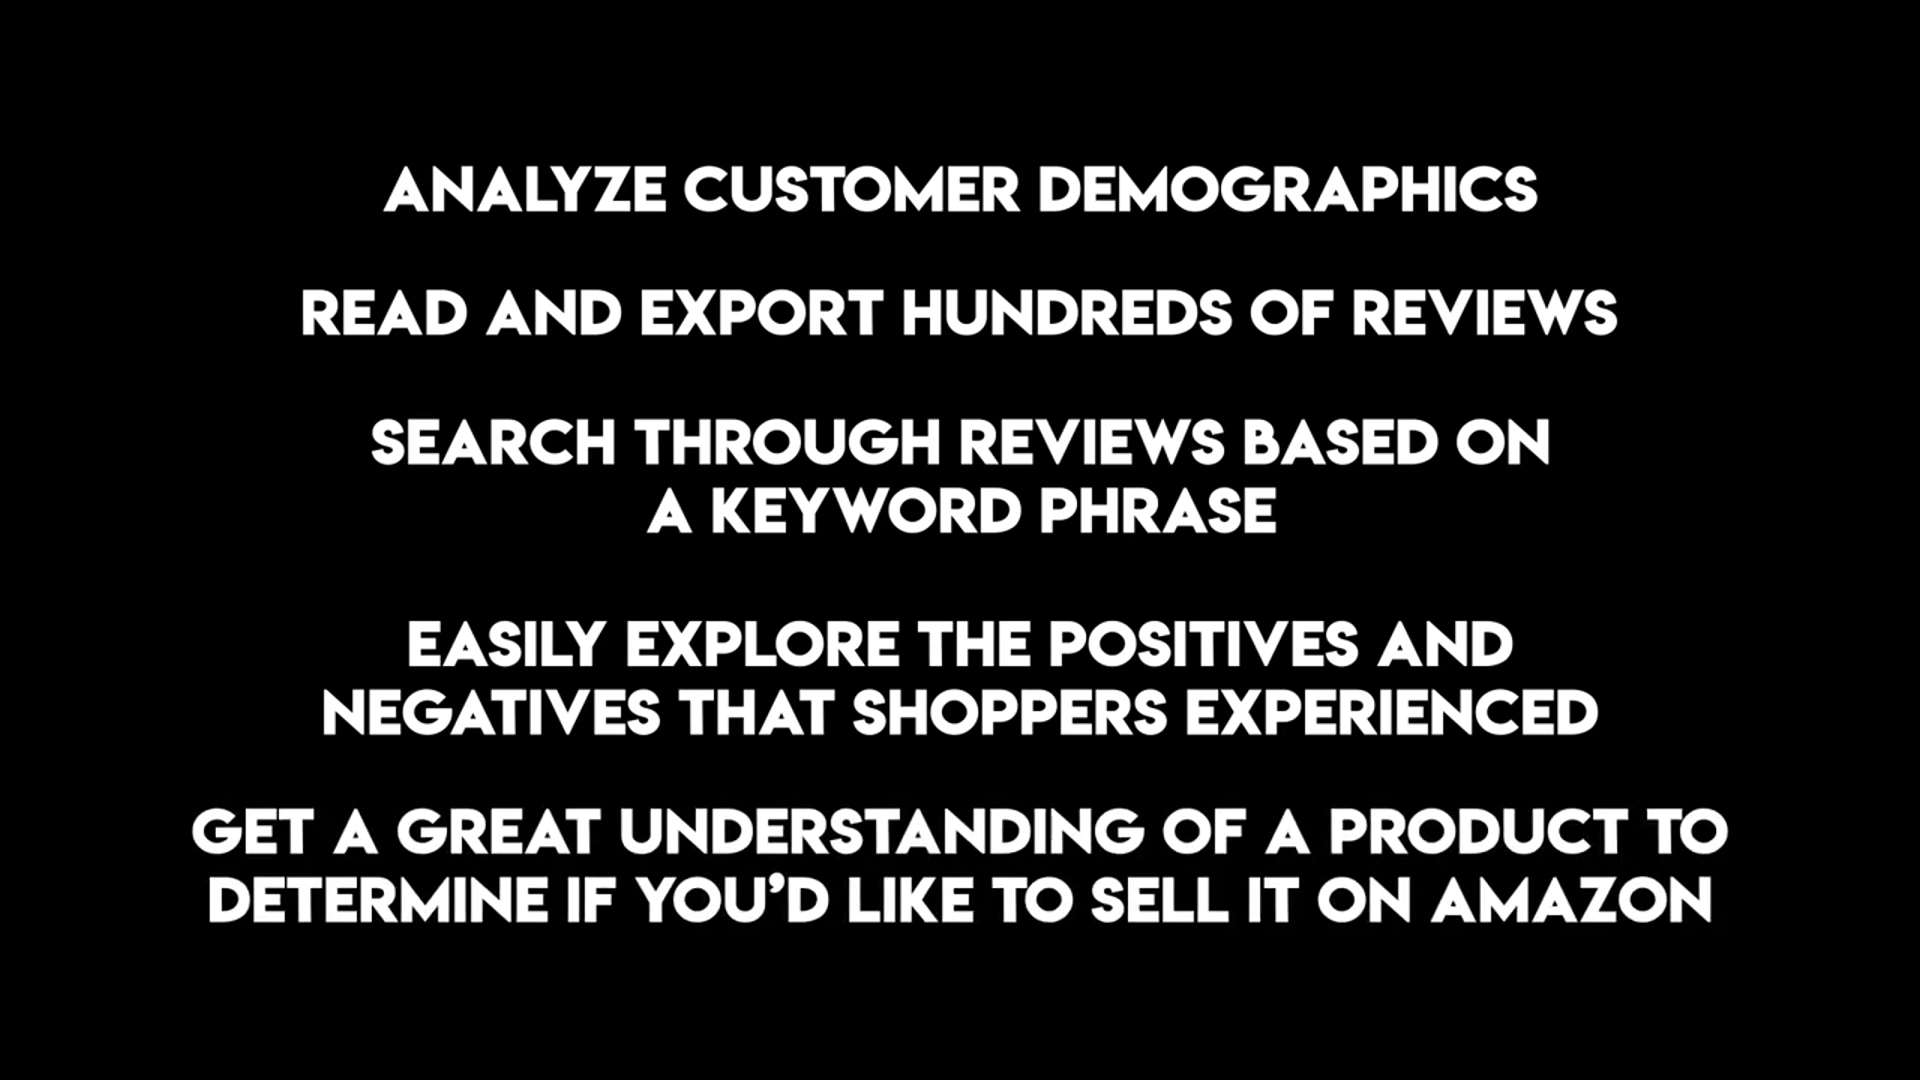 ANALYZE CUSTOMER DEMOGRAPHICS
READ AND EXPORT HUNDREDS OF REVIEWS
SEARCH THROUGH REVIEWS BASED ON
A KEYWORD PHRASE
EASILY EXPLORE THE POSITIVES AND
NEGATIVES THAT SHOPPERS EXPERIENCED
GET A GREAT UNDERSTANDING OF A PRODUCT TO
DETERMINE IF YOU’D LIKE TO SELL IT ON AMAZON